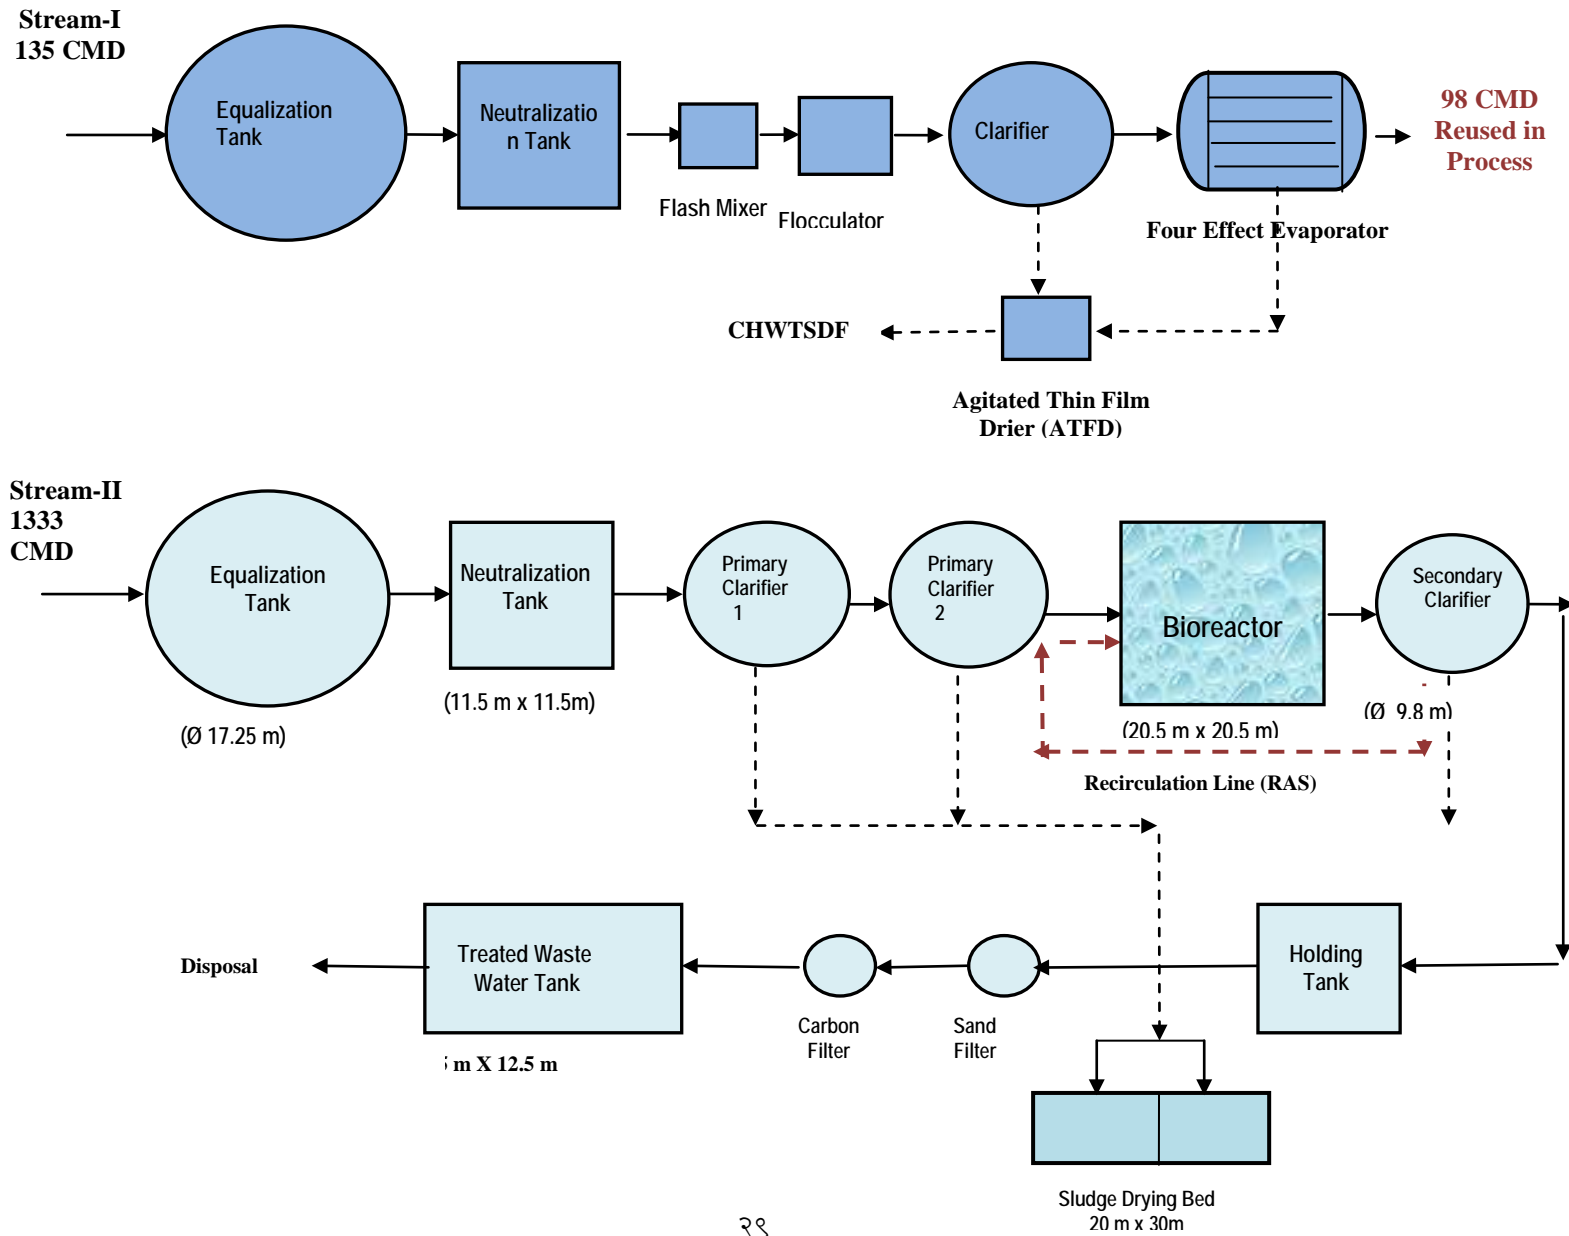 Stream-I
135 CMD
Equalization
Tank
Neutralizatio
n Tank
Flash Mixer
Flocculator
Clarifier
Four Effect Evaporator
98 CMD
Reused in
Process
CHWTSDF
Agitated Thin Film
Drier (ATFD)
Stream-II
1333
CMD
Equalization
Tank
(Ø 17.25 m)
Neutralization
Tank
(11.5 m x 11.5m)
Primary
Clarifier
1
Primary
Clarifier
2
Bioreactor
(20.5 m x 20.5 m)
Secondary
Clarifier
(Ø 9.8 m)
Recirculation Line (RAS)
Disposal
Treated Waste
Water Tank
m X 12.5 m
Carbon
Filter
Sand
Filter
Holding
Tank
Sludge Drying Bed
20 m x 30m
२९